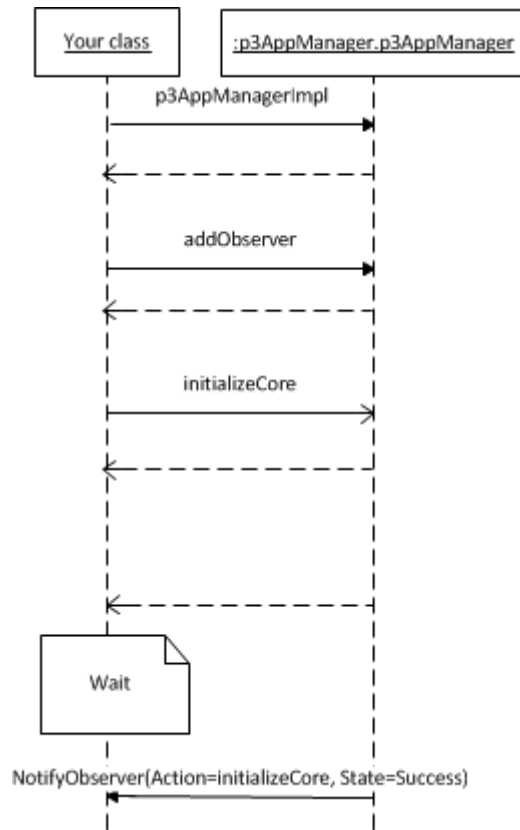 Your class
:p3AppManager.p3AppManager
p3AppManagerImpl
addObserver
initializeCore
Wait
NotifyObserver(Action=initializeCore, State=Success)